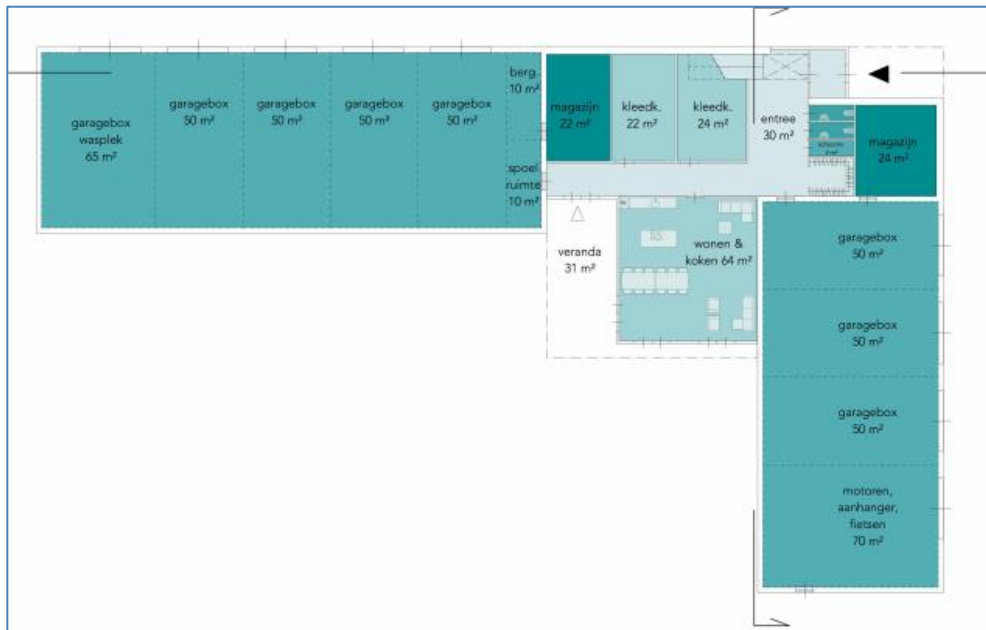 garagebox
wasplek
65 m²
garagebox
50 m²
garagebox
50 m²
garagebox
50 m²
garagebox
50 m²
berg.
10 m²
spoel
ruimte
10 m²
magazijn
22 m²
kleedk.
22 m²
kleedk.
24 m²
entree
30 m²
magazijn
24 m²
veranda
31 m²
wonen &
koken 64 m²
garagebox
50 m²
garagebox
50 m²
garagebox
50 m²
motoren,
aanhanger,
fietsen
70 m²